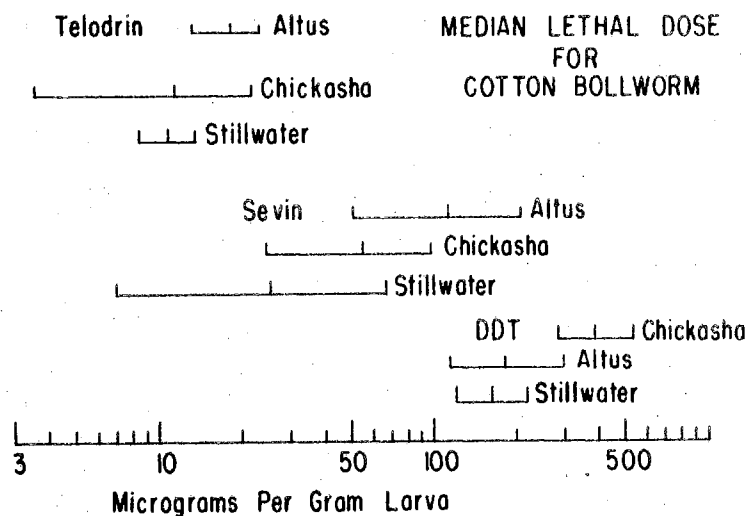 Telodrin Altus
MEDIAN LETHAL DOSE
FOR
COTTON BOLLWORM
Chickasha
Stillwater
Sevin Altus
Chickasha
Stillwater
DDT Chickasha
Altus
Stillwater
3 10 50 100 500
Micrograms Per Gram Larva